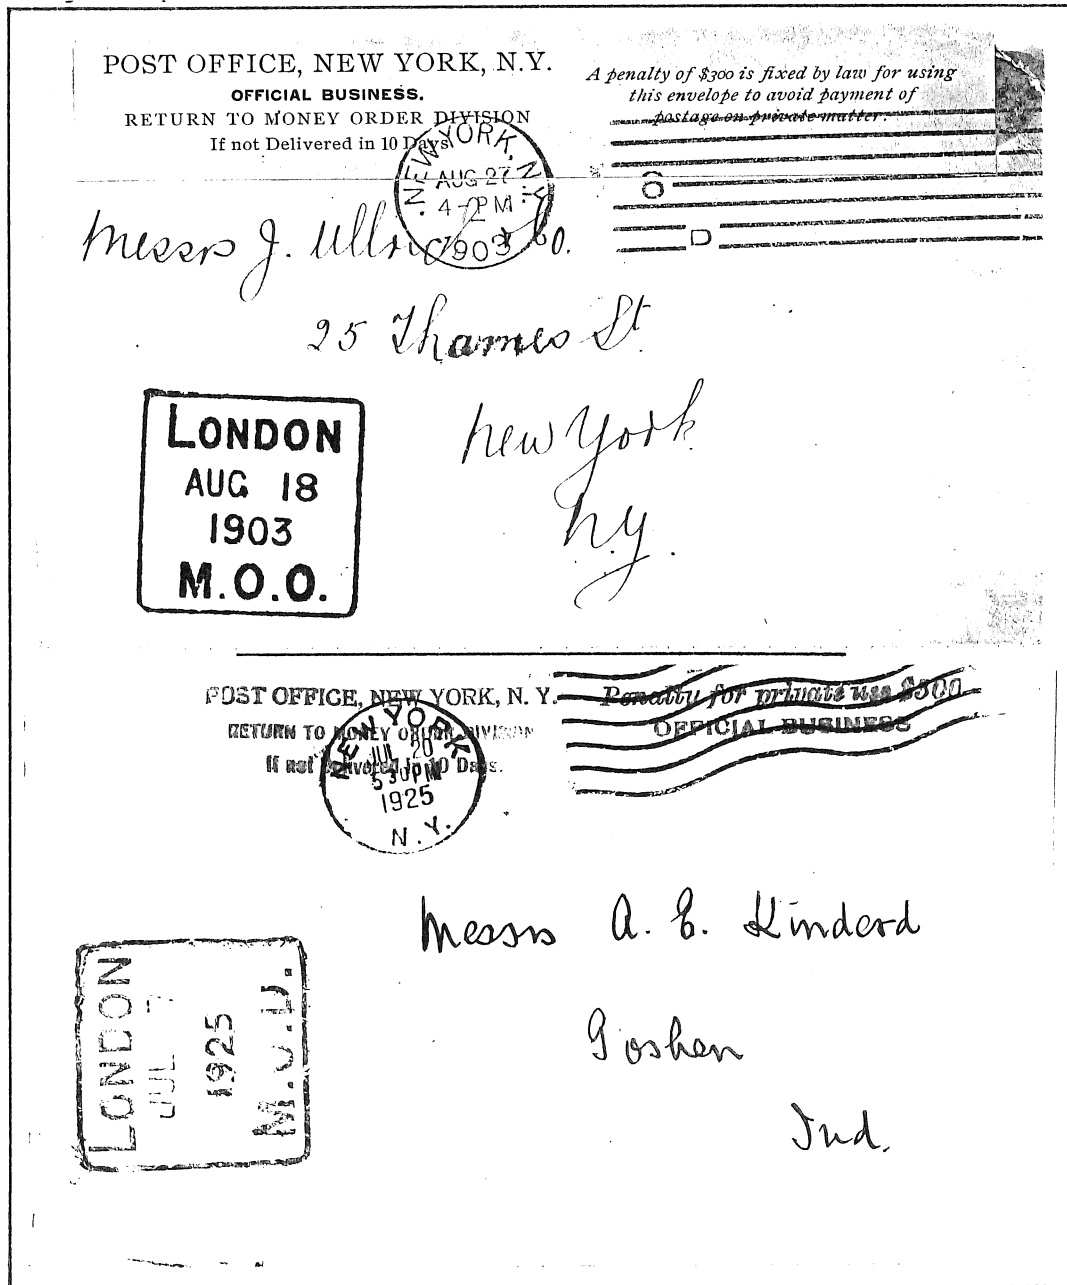 POST OFFICE, NEW YORK, N.Y.
OFFICIAL BUSINESS.
RETURN TO MONEY ORDER DIVISION
If not Delivered in 10 Days
A penalty of $300 is fixed by law for using
this envelope to avoid payment of
postage on private matter.
NEW YORK, N.Y.
AUG 27
4-PM
1903
O
D
Messrs J. Ullrich & Co.
25 Thames St
New York
N.Y.
LONDON
AUG 18
1903
M.O.O.
POST OFFICE, NEW YORK, N. Y.
RETURN TO MONEY ORDER DIVISION
If not Delivered in 10 Days.
Penalty for private use $300
OFFICIAL BUSINESS
NEW YORK
JUL 20
5 30 PM
1925
N.Y.
Messrs A. E. Kinderd
Goshen
Ind.
LONDON
JUL 7
1925
M.O.O.